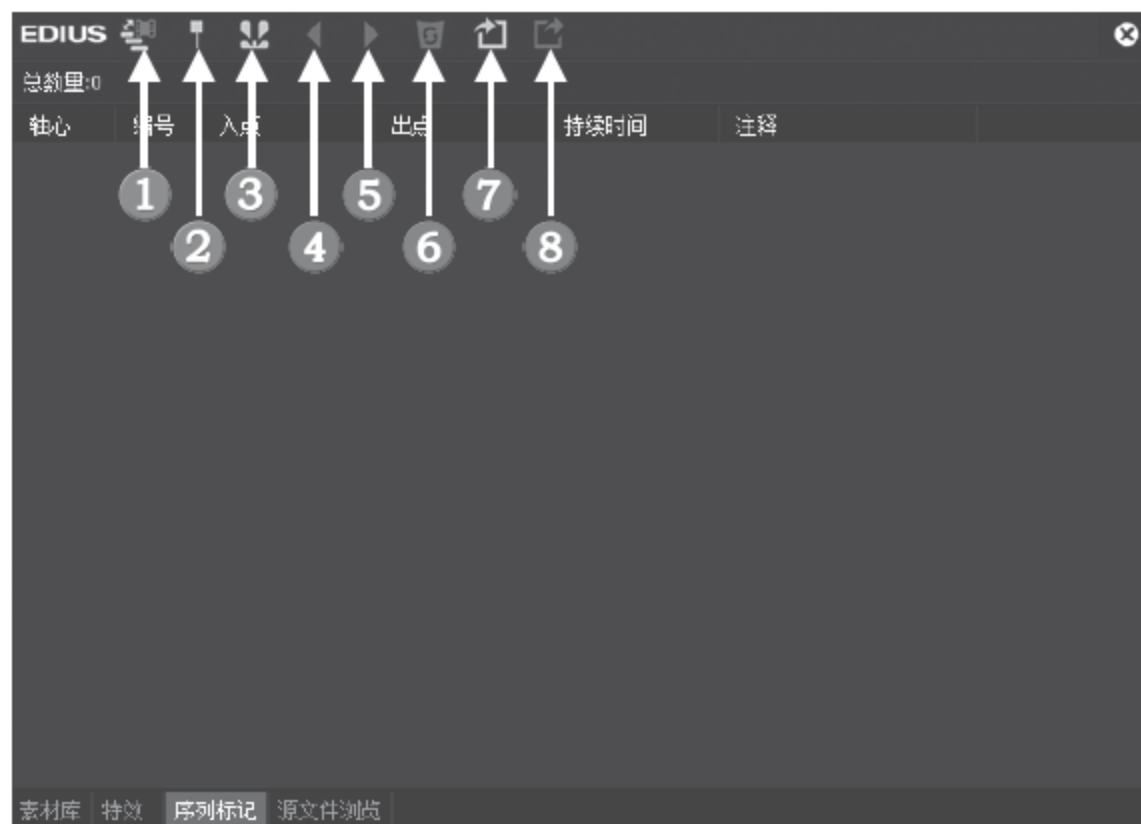 EDIUS
总数量:0
轴心 编号 入点 出点 持续时间 注释
1 3 5 7
2 4 6 8
素材库 特效 序列标记 源文件浏览